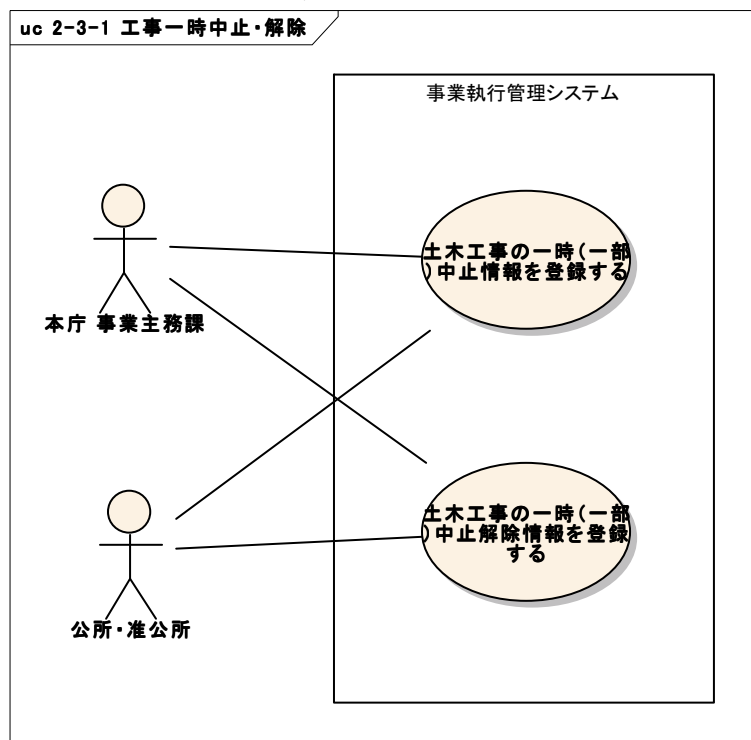 uc 2-3-1 工事一時中止・解除
事業執行管理システム
土木工事の一時(一部
)中止情報を登録する
本庁 事業主務課
土木工事の一時(一部
)中止解除情報を登録
する
公所・准公所